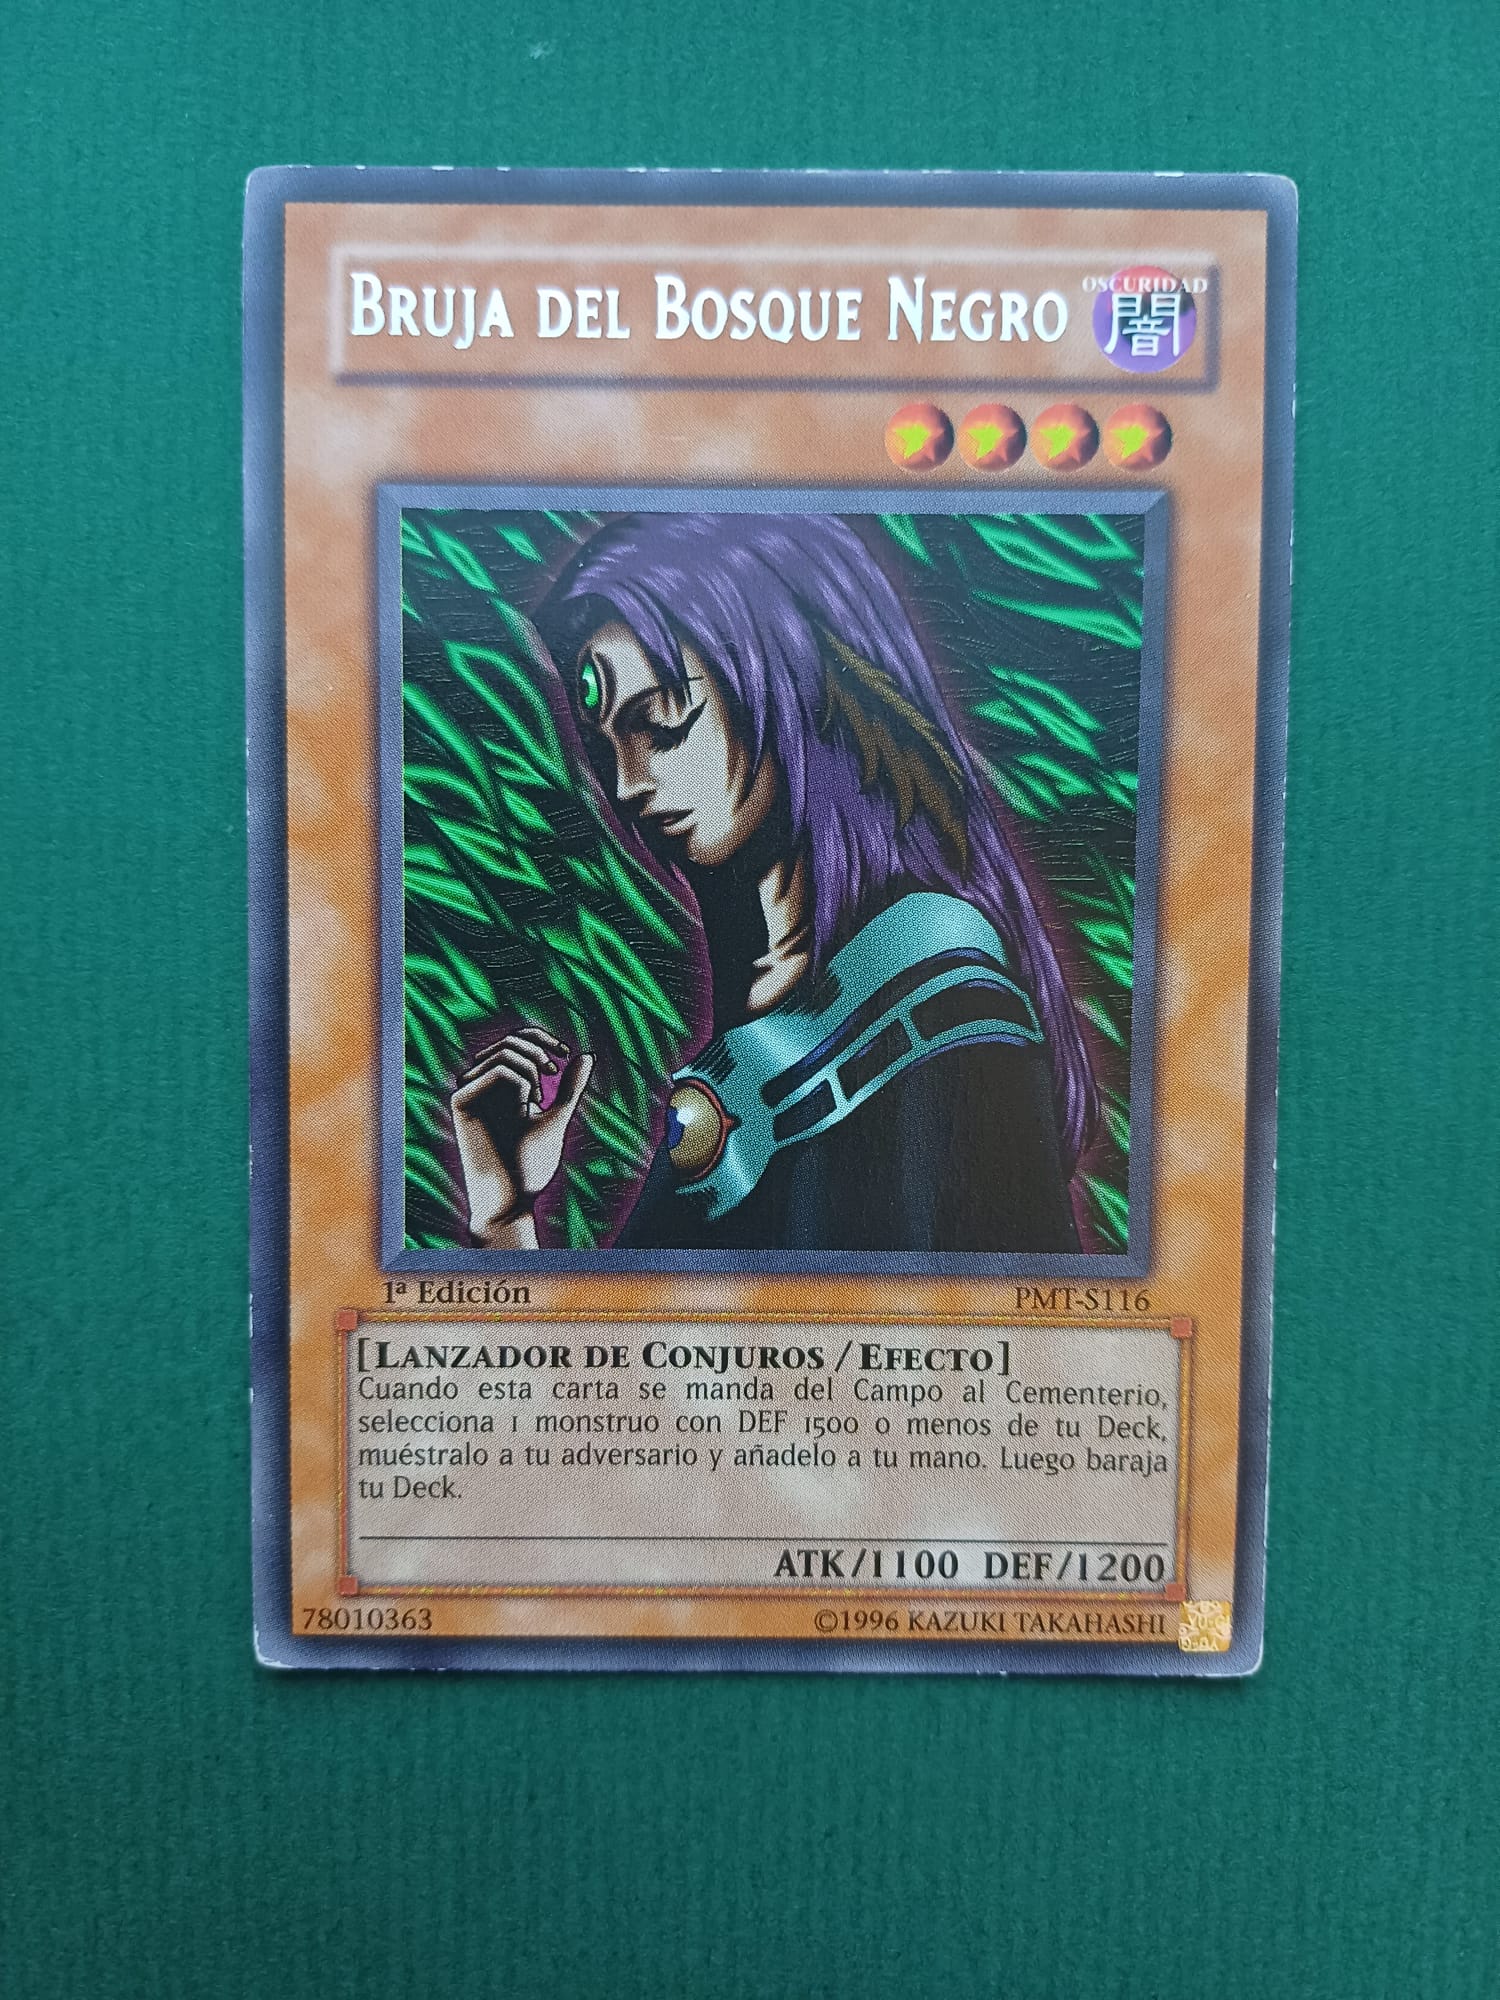 BRUJA DEL BOSQUE NEGRO
OSCURIDAD
闇
1ª Edición
PMT-S116
[LANZADOR DE CONJUROS /EFECTO]
Cuando esta carta se manda del Campo al Cementerio,
selecciona 1 monstruo con DEF 1500 o menos de tu Deck,
muéstralo a tu adversario y añadelo a tu mano. Luego baraja
tu Deck.
ATK/1100 DEF/1200
78010363
©1996 KAZUKI TAKAHASHI